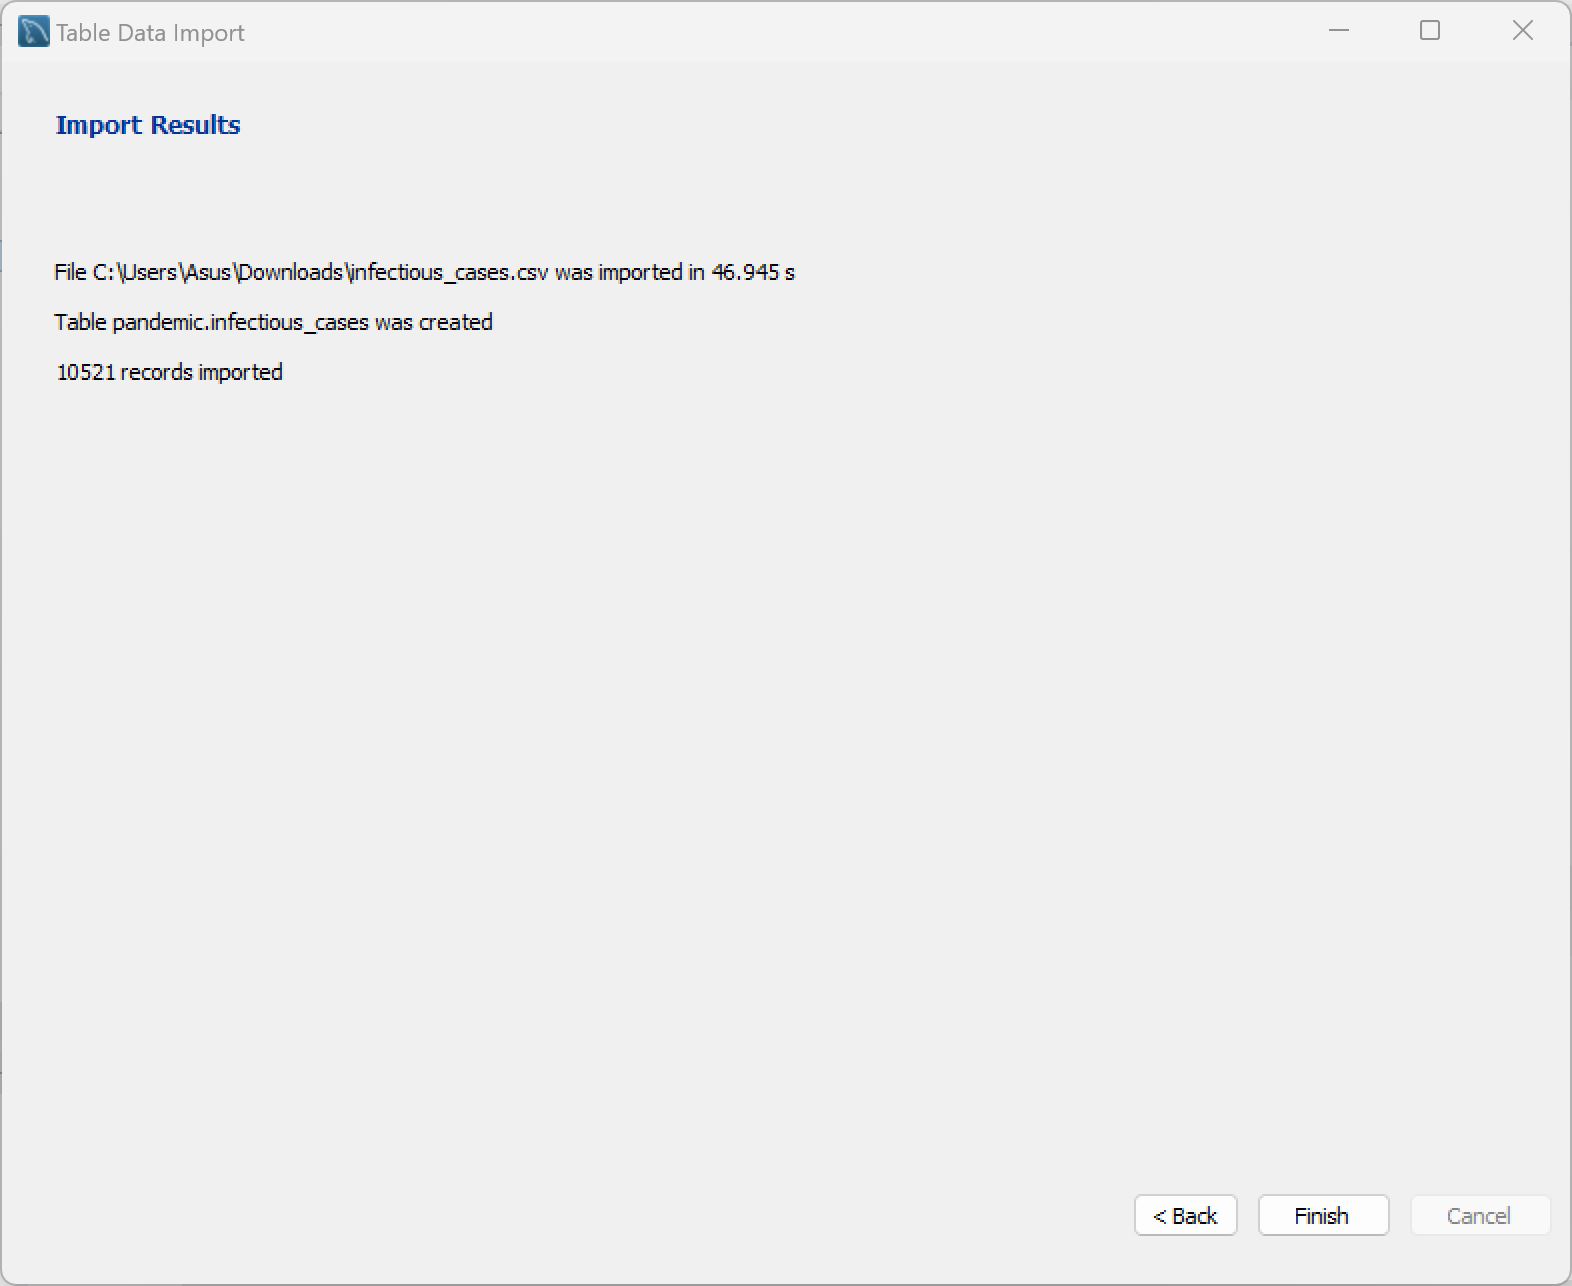 Table Data Import
Import Results
File C:\Users\Asus\Downloads\infectious_cases.csv was imported in 46.945 s
Table pandemic.infectious_cases was created
10521 records imported
< Back
Finish
Cancel